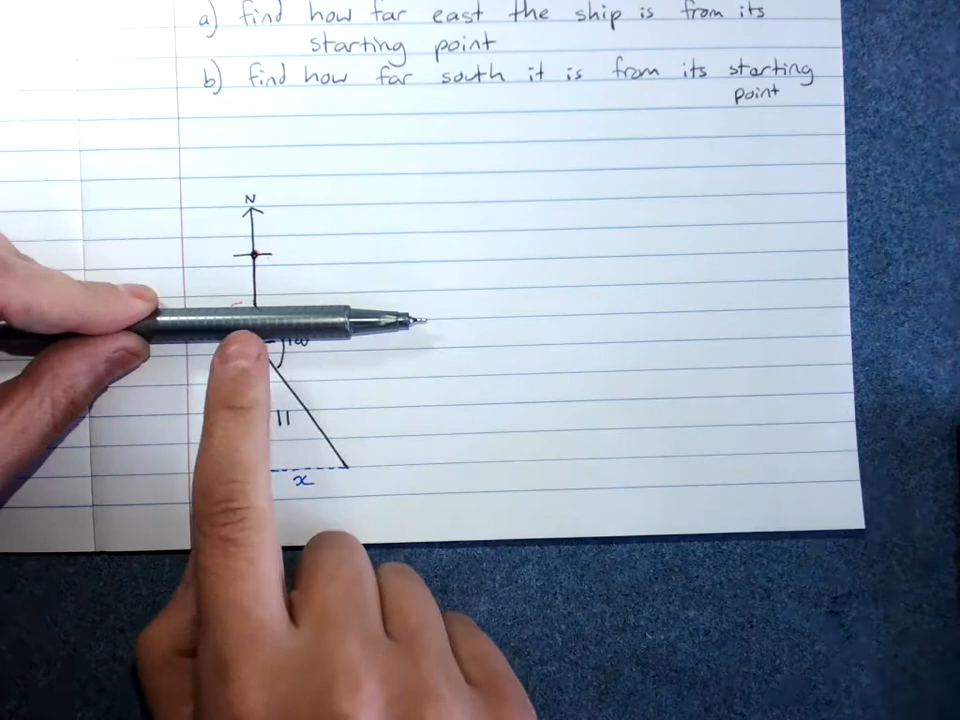 a) find how far east the ship is from its
starting point
b) find how far south it is from its starting
point
N
11
x